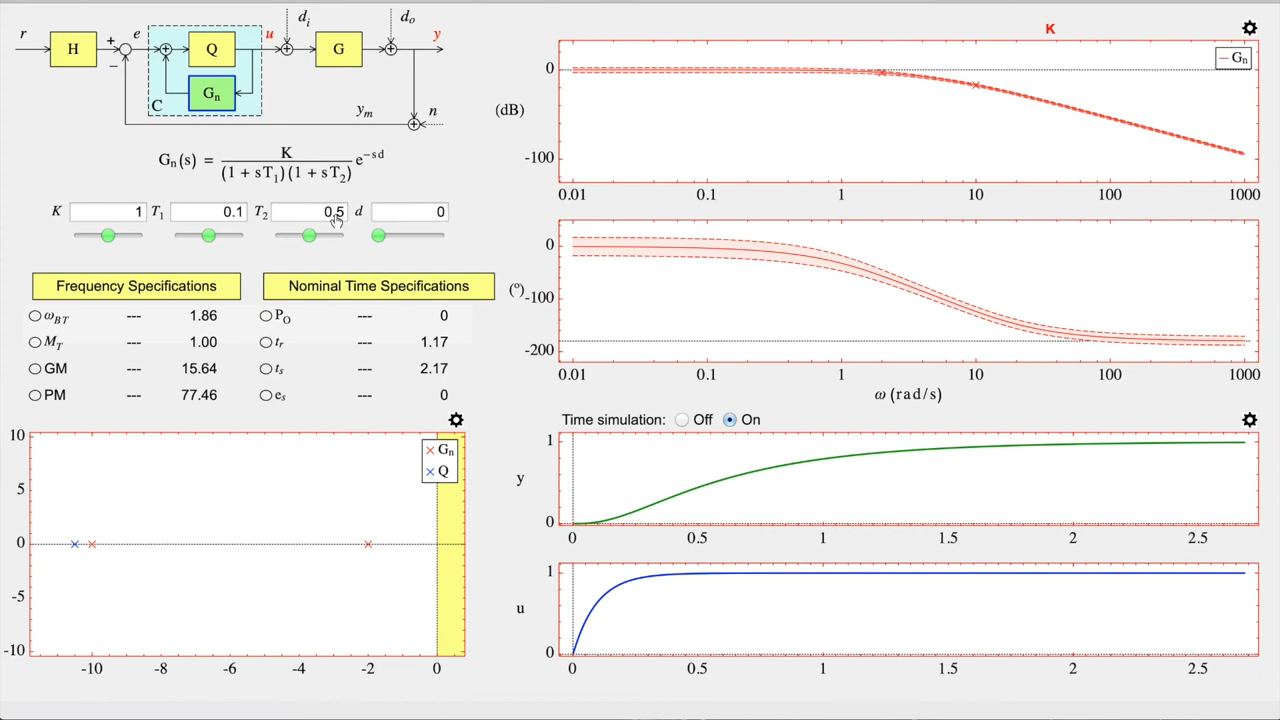 r H + − e Q u G y
d_i d_o
G_n
C
y_m n
G_n(s) = K / ((1 + sT_1)(1 + sT_2)) e^{−sd}
K 1 T_1 0.1 T_2 0.5 d 0
Frequency Specifications
ω_BT --- 1.86
M_T --- 1.00
GM --- 15.64
PM --- 77.46
Nominal Time Specifications
P_O --- 0
t_r --- 1.17
t_s --- 2.17
e_s --- 0
G_n
Q
10
5
0
-5
-10
-10 -8 -6 -4 -2 0
K
G_n
(dB)
0
-100
0.01 0.1 1 10 100 1000
(º)
0
-100
-200
0.01 0.1 1 10 100 1000
ω (rad/s)
Time simulation: Off On
y
1
0
0 0.5 1 1.5 2 2.5
u
1
0
0 0.5 1 1.5 2 2.5